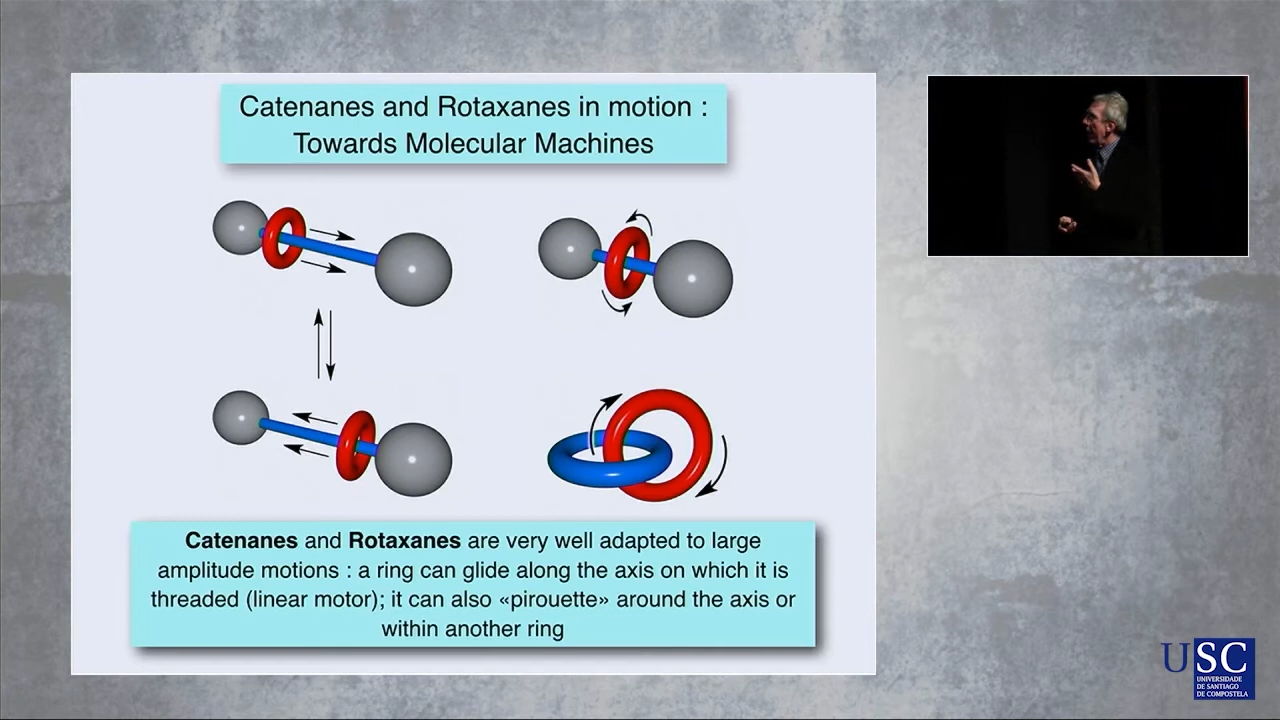 Catenanes and Rotaxanes in motion :
Towards Molecular Machines
Catenanes and Rotaxanes are very well adapted to large
amplitude motions : a ring can glide along the axis on which it is
threaded (linear motor); it can also «pirouette» around the axis or
within another ring
USC
UNIVERSIDADE
DE SANTIAGO
DE COMPOSTELA